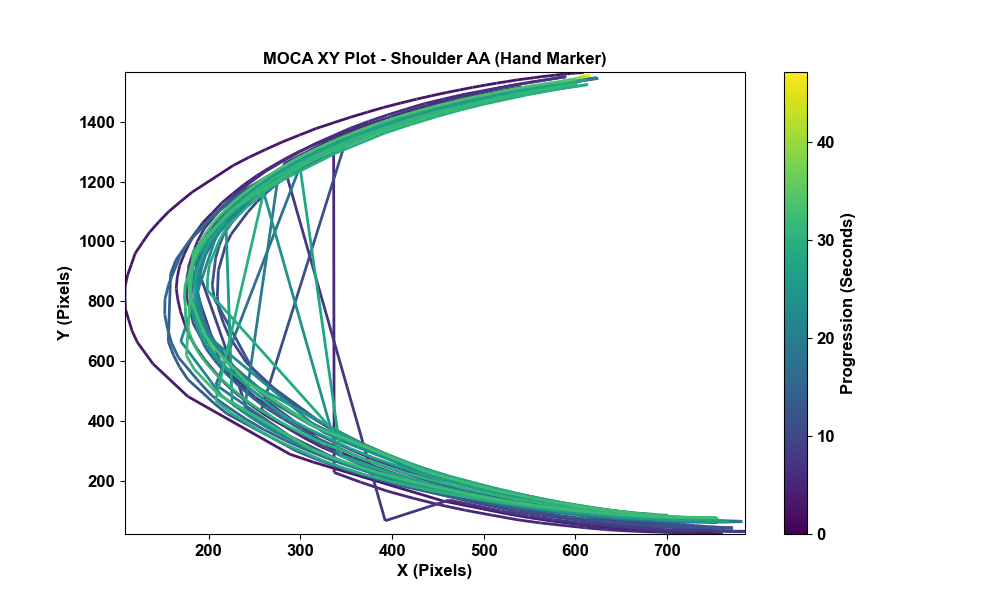 MOCA XY Plot - Shoulder AA (Hand Marker)
1400
1200
1000
800
600
400
200
Y (Pixels)
200 300 400 500 600 700
X (Pixels)
40
30
20
10
0
Progression (Seconds)